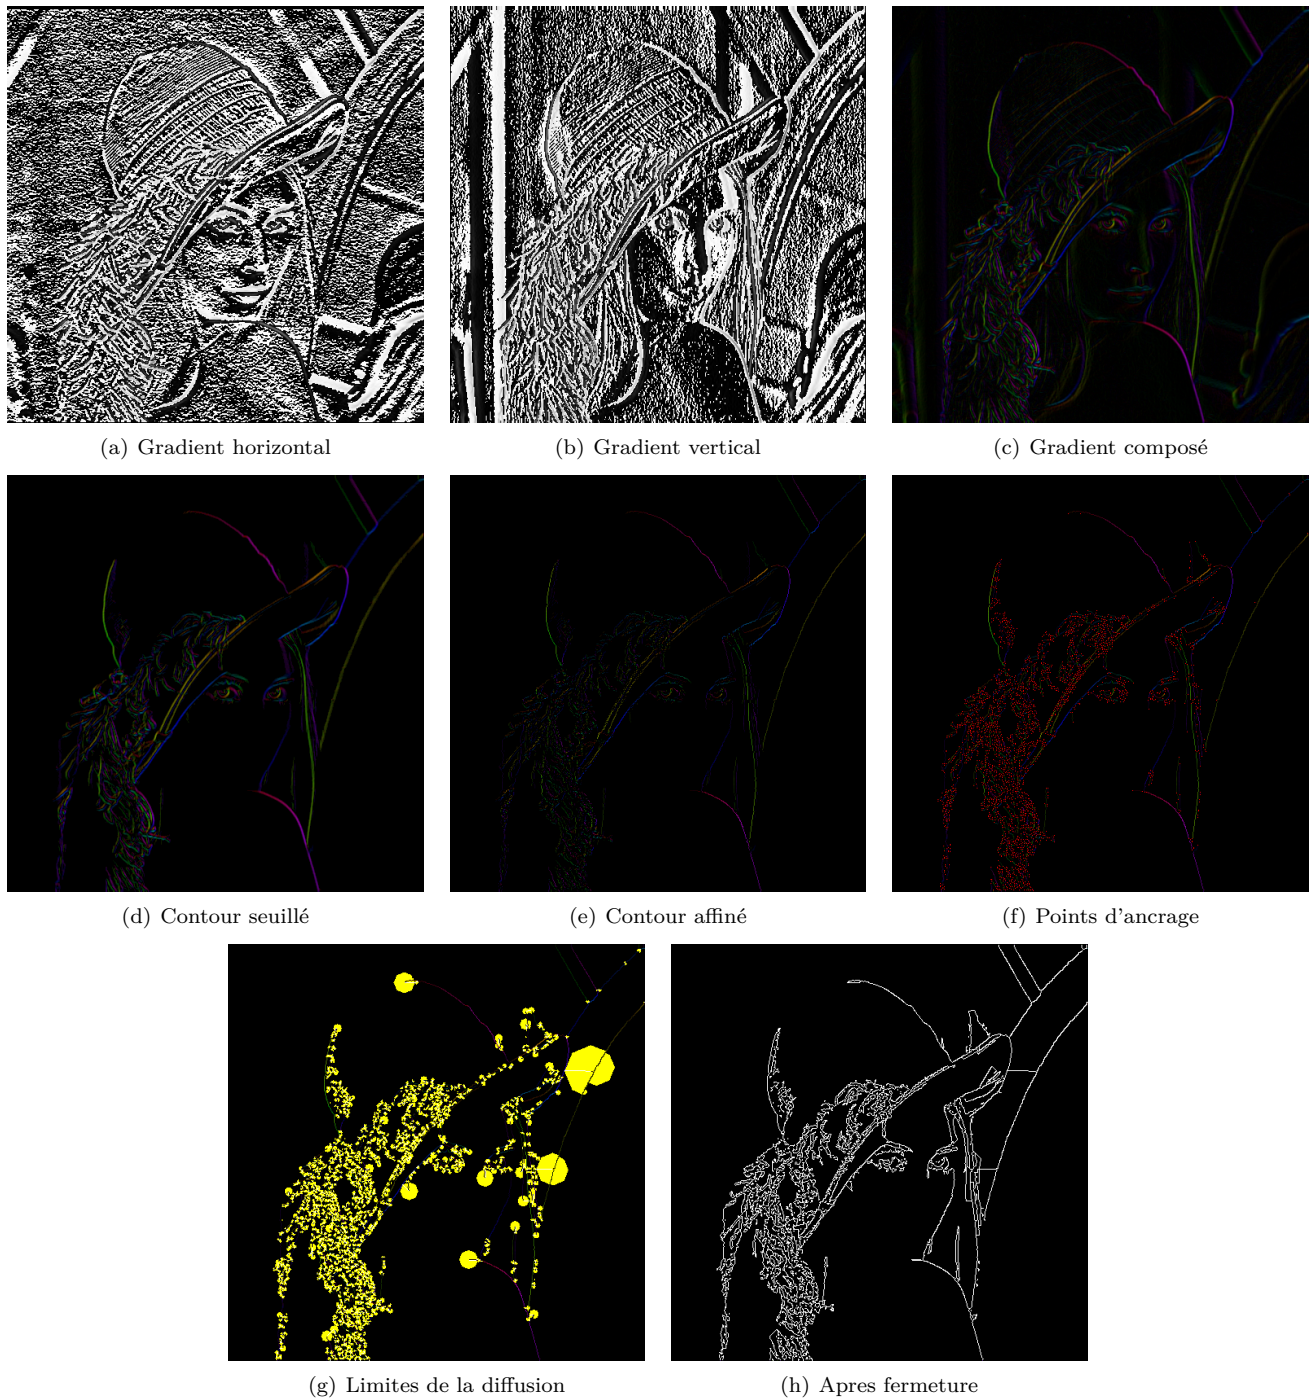 (a) Gradient horizontal
(b) Gradient vertical
(c) Gradient composé
(d) Contour seuillé
(e) Contour affiné
(f) Points d'ancrage
(g) Limites de la diffusion
(h) Apres fermeture